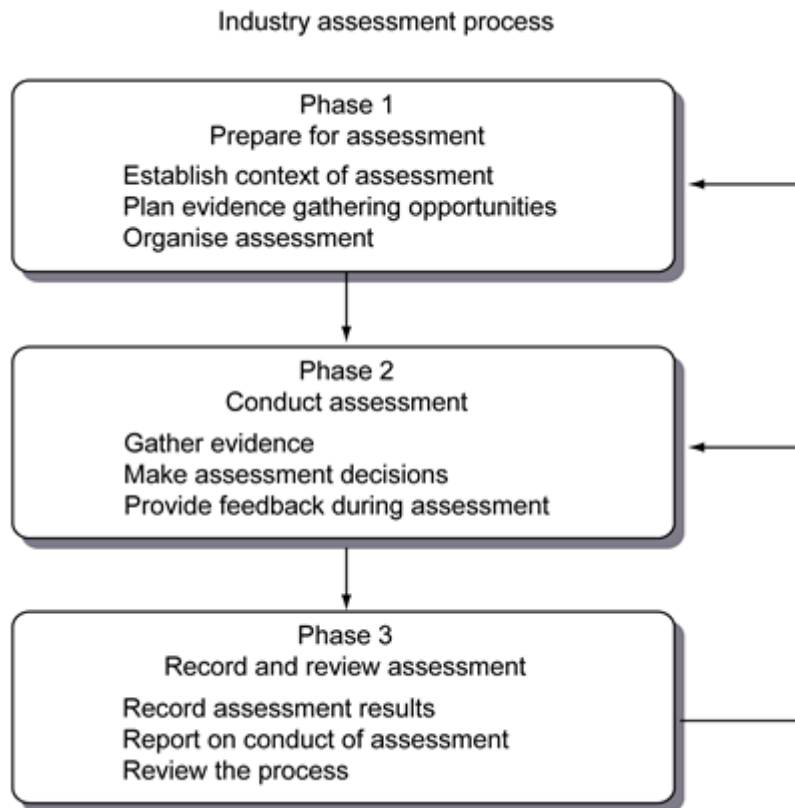 Industry assessment process
Phase 1
Prepare for assessment
Establish context of assessment
Plan evidence gathering opportunities
Organise assessment
Phase 2
Conduct assessment
Gather evidence
Make assessment decisions
Provide feedback during assessment
Phase 3
Record and review assessment
Record assessment results
Report on conduct of assessment
Review the process